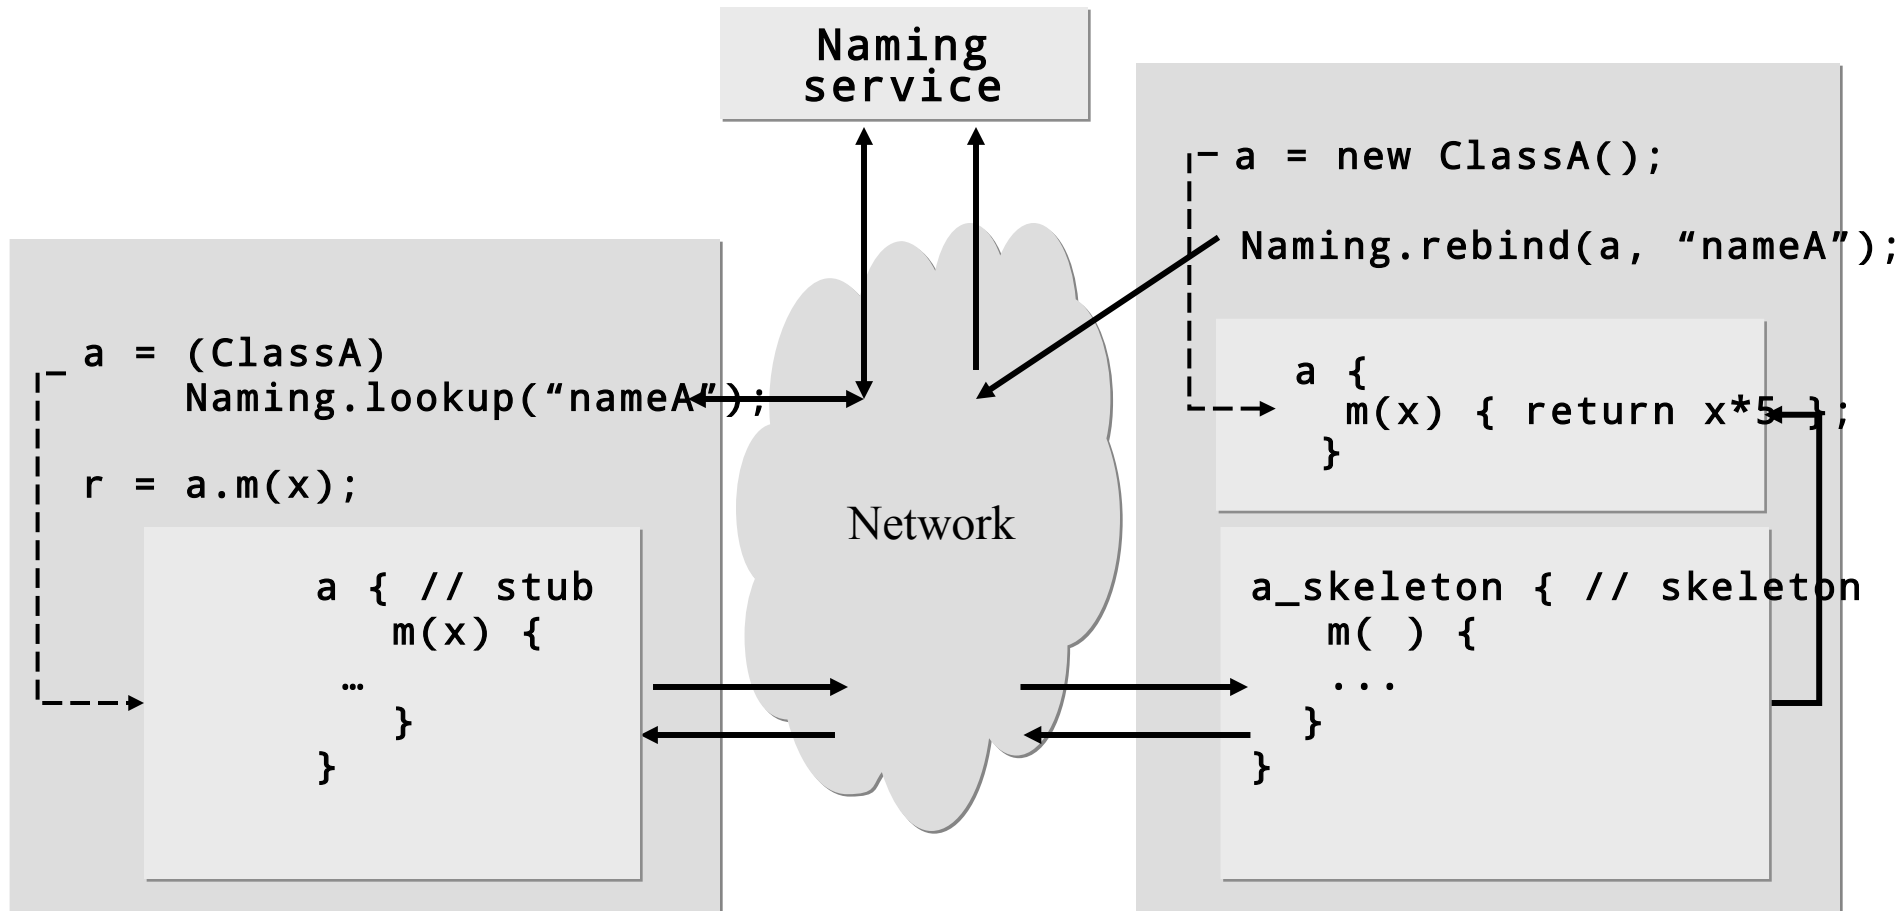 Naming
service
a = new ClassA();
Naming.rebind(a, “nameA”);
a = (ClassA)
Naming.lookup(“nameA”);
r = a.m(x);
a { // stub
m(x) {
…
}
}
Network
a {
m(x) { return x*5 };
}
a_skeleton { // skeleton
m( ) {
...
}
}